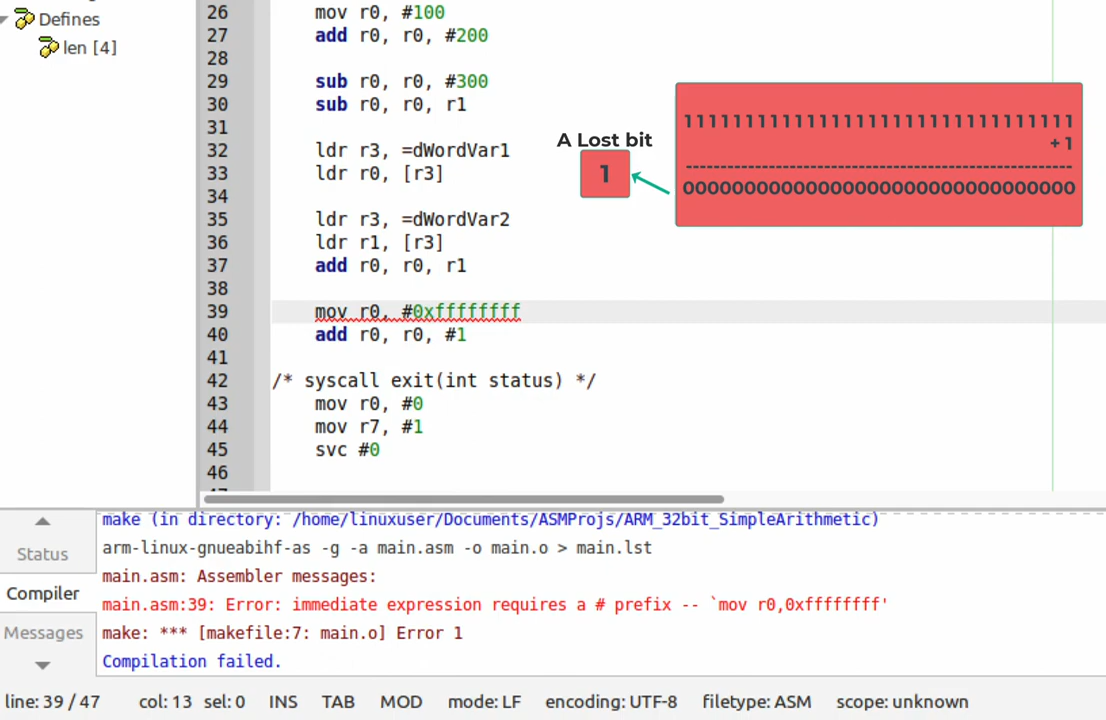 Defines
len [4]
26 mov r0, #100
27 add r0, r0, #200
28
29 sub r0, r0, #300
30 sub r0, r0, r1
31
32 ldr r3, =dWordVar1
33 ldr r0, [r3]
34
35 ldr r3, =dWordVar2
36 ldr r1, [r3]
37 add r0, r0, r1
38
39 mov r0, #0xffffffff
40 add r0, r0, #1
41
42 /* syscall exit(int status) */
43 mov r0, #0
44 mov r7, #1
45 svc #0
46
A Lost bit
1
11111111111111111111111111111111
+ 1
--------------------------------------------
00000000000000000000000000000000
Status
Compiler
Messages
make (in directory: /home/linuxuser/Documents/ASMProjs/ARM_32bit_SimpleArithmetic)
arm-linux-gnueabihf-as -g -a main.asm -o main.o > main.lst
main.asm: Assembler messages:
main.asm:39: Error: immediate expression requires a # prefix -- `mov r0,0xffffffff'
make: *** [makefile:7: main.o] Error 1
Compilation failed.
line: 39 / 47 col: 13 sel: 0 INS TAB MOD mode: LF encoding: UTF-8 filetype: ASM scope: unknown